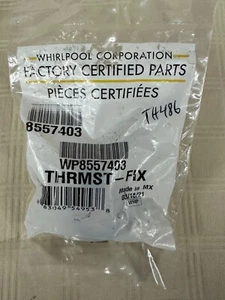 WHIRLPOOL CORPORATION
FACTORY CERTIFIED PARTS
PIÈCES CERTIFIÉES
TH486
8557403
WP8557403
THRMST-FIX
Made in MX